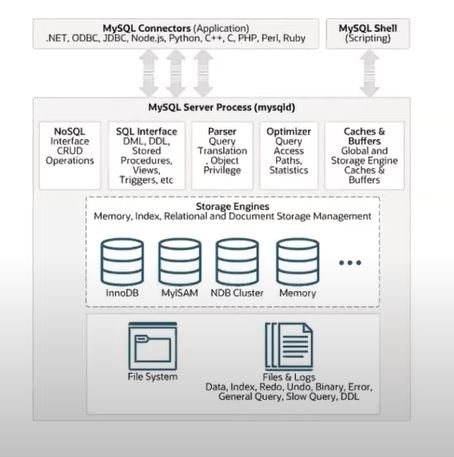 MySQL Connectors (Application)
.NET, ODBC, JDBC, Node.js, Python, C++, C, PHP, Perl, Ruby
MySQL Shell
(Scripting)
MySQL Server Process (mysqld)
NoSQL
Interface
CRUD
Operations
SQL Interface
DML, DDL,
Stored
Procedures,
Views,
Triggers, etc
Parser
Query
Translation
, Object
Privilege
Optimizer
Query
Access
Paths,
Statistics
Caches &
Buffers
Global and
Storage Engine
Caches &
Buffers
Storage Engines
Memory, Index, Relational and Document Storage Management
InnoDB
MyISAM
NDB Cluster
Memory
File System
Files & Logs
Data, Index, Redo, Undo, Binary, Error,
General Query, Slow Query, DDL